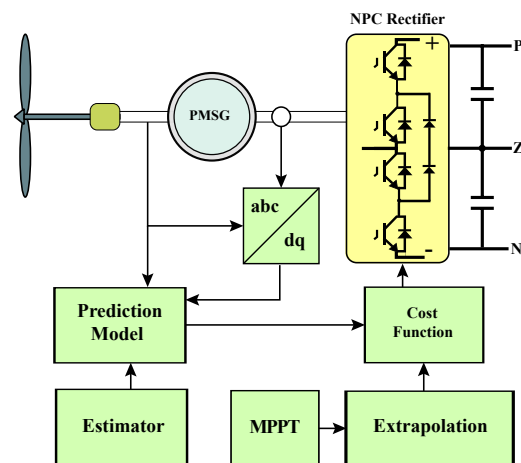 NPC Rectifier
+
P
PMSG
Z
abc
dq
-
N
Prediction
Model
Cost
Function
Estimator
MPPT
Extrapolation